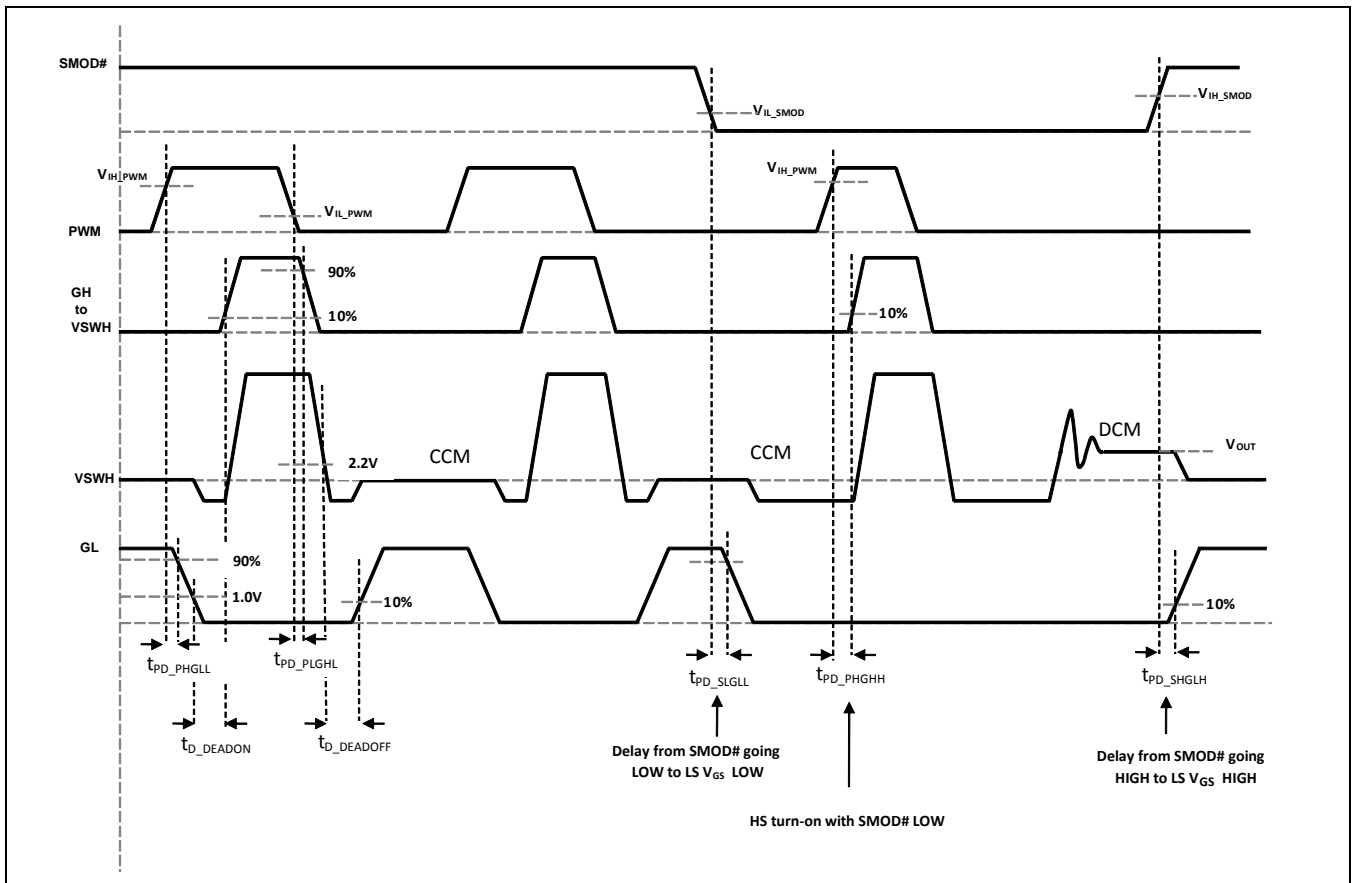 SMOD#
V_IL_SMOD
V_IH_SMOD
V_IH_PWM
V_IL_PWM
V_IH_PWM
PWM
90%
10%
10%
GH
to
VSWH
2.2V
CCM
CCM
DCM
V_OUT
VSWH
GL
90%
1.0V
10%
10%
t_PD_PHGLL
t_PD_PLGHL
t_PD_SLGLL
t_PD_PHGHH
t_PD_SHGLH
t_D_DEADON
t_D_DEADOFF
Delay from SMOD# going
LOW to LS V_GS LOW
Delay from SMOD# going
HIGH to LS V_GS HIGH
HS turn-on with SMOD# LOW